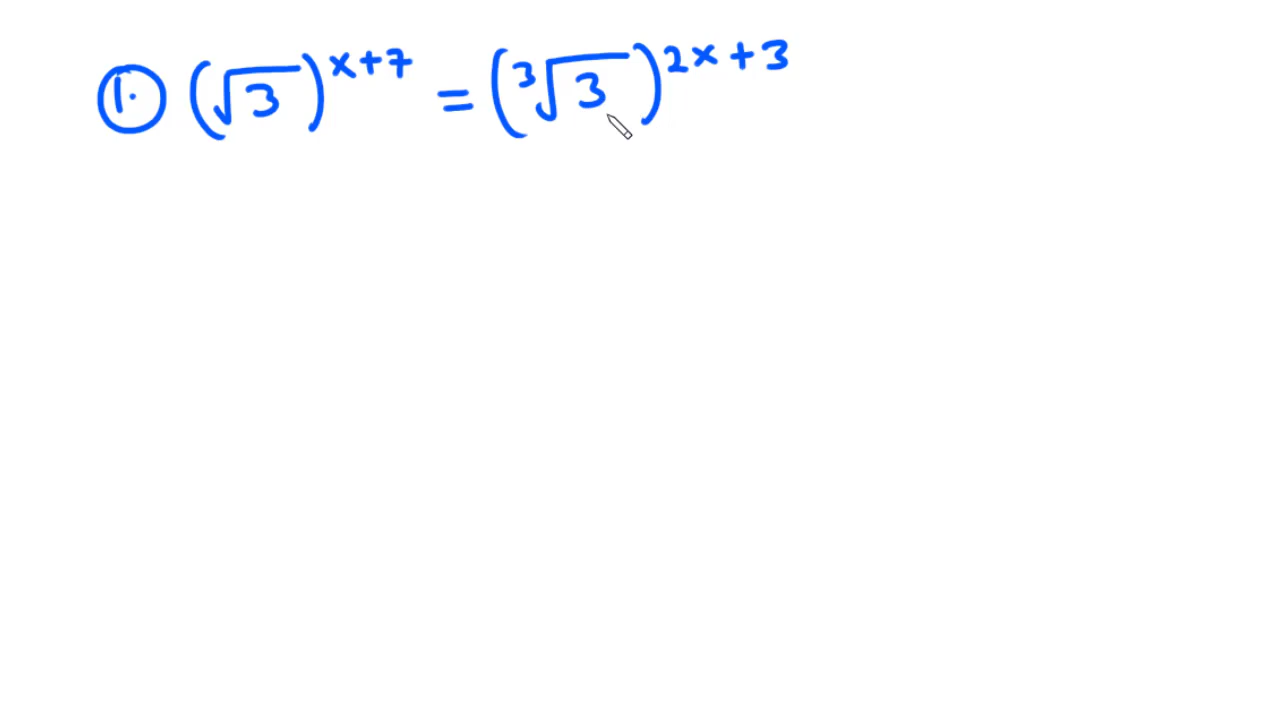 ①. (√3)^(x+7) = (∛3)^(2x+3)